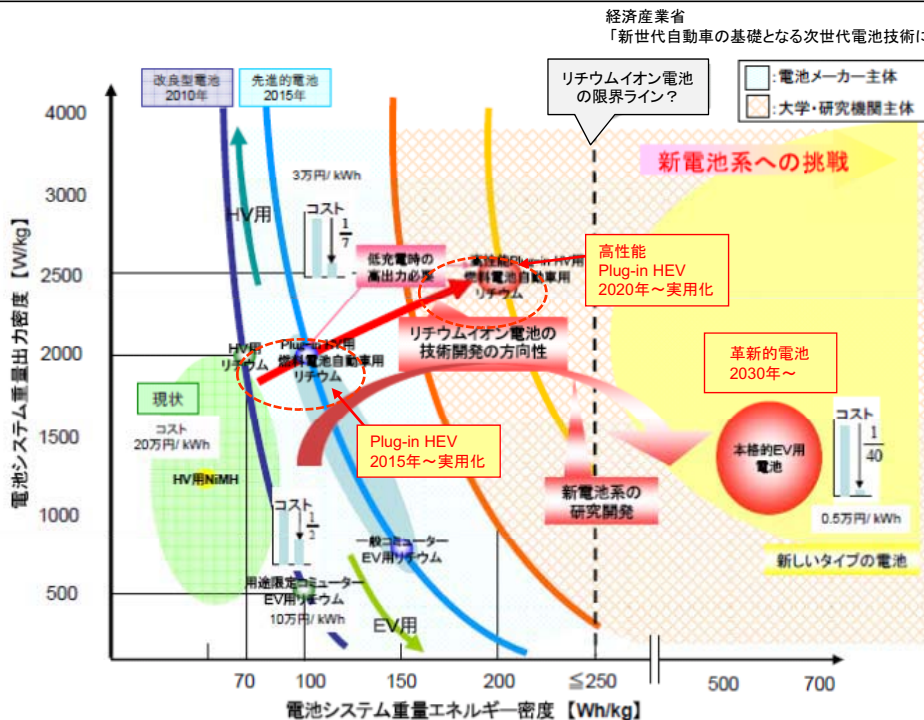 経済産業省
「新世代自動車の基礎となる次世代電池技術に
改良型電池
2010年
先進的電池
2015年
リチウムイオン電池
の限界ライン？
:電池メーカー主体
:大学・研究機関主体
新電池系への挑戦
電池システム重量出力密度 【W/kg】
4000
3000
2500
2000
1500
1000
500
HV用
3万円/ kWh
コスト
1
7
低充電時の
高出力必要
高性能Plug-in HV用
燃料電池自動車用
リチウム
高性能
Plug-in HEV
2020年～実用化
リチウムイオン電池の
技術開発の方向性
HV用
リチウム
Plug-in HV用
燃料電池自動車用
リチウム
革新的電池
2030年～
現状
コスト
20万円/ kWh
HV用NiMH
Plug-in HEV
2015年～実用化
本格的EV用
電池
コスト
1
40
0.5万円/ kWh
新電池系の
研究開発
新しいタイプの電池
コスト
1
2
一般コミューター
EV用リチウム
用途限定コミューター
EV用リチウム
10万円/ kWh
EV用
70
100
150
200
≦250
500
700
電池システム重量エネルギー密度 【Wh/kg】